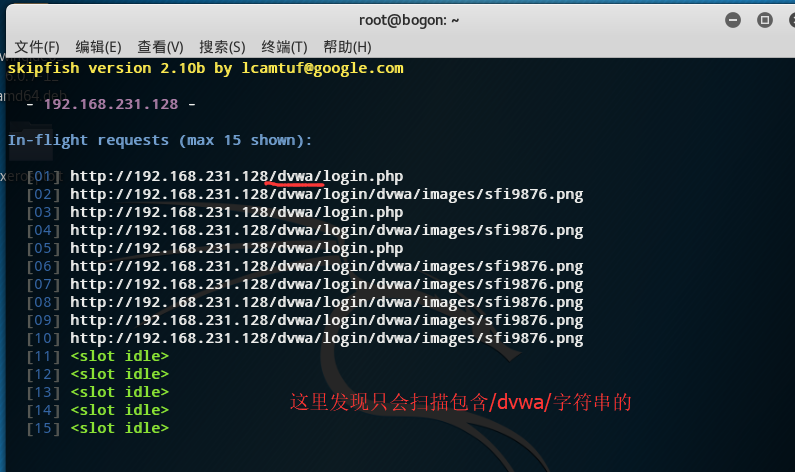 root@bogon: ~
文件(F) 编辑(E) 查看(V) 搜索(S) 终端(T) 帮助(H)
skipfish version 2.10b by lcamtuf@google.com
amd64.deb
- 192.168.231.128 -
In-flight requests (max 15 shown):
[01] http://192.168.231.128/dvwa/login.php
[02] http://192.168.231.128/dvwa/login/dvwa/images/sfi9876.png
[03] http://192.168.231.128/dvwa/login.php
[04] http://192.168.231.128/dvwa/login/dvwa/images/sfi9876.png
[05] http://192.168.231.128/dvwa/login.php
[06] http://192.168.231.128/dvwa/login/dvwa/images/sfi9876.png
[07] http://192.168.231.128/dvwa/login/dvwa/images/sfi9876.png
[08] http://192.168.231.128/dvwa/login/dvwa/images/sfi9876.png
[09] http://192.168.231.128/dvwa/login/dvwa/images/sfi9876.png
[10] http://192.168.231.128/dvwa/login/dvwa/images/sfi9876.png
[11] <slot idle>
[12] <slot idle>
[13] <slot idle>
[14] <slot idle>
[15] <slot idle>
这里发现只会扫描包含/dvwa/字符串的